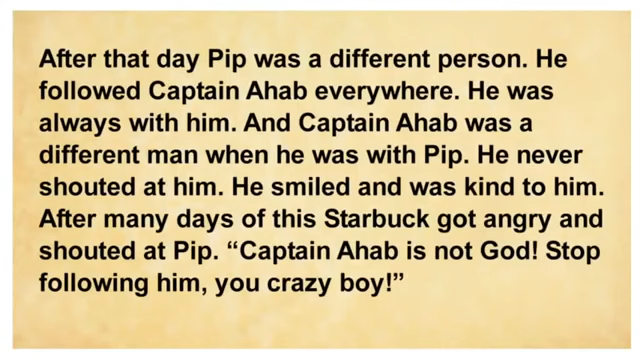 After that day Pip was a different person. He
followed Captain Ahab everywhere. He was
always with him. And Captain Ahab was a
different man when he was with Pip. He never
shouted at him. He smiled and was kind to him.
After many days of this Starbuck got angry and
shouted at Pip. “Captain Ahab is not God! Stop
following him, you crazy boy!”